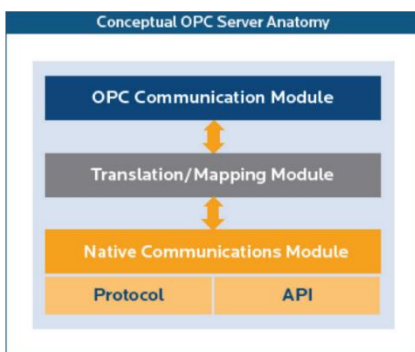 Conceptual OPC Server Anatomy
OPC Communication Module
Translation/Mapping Module
Native Communications Module
Protocol
API